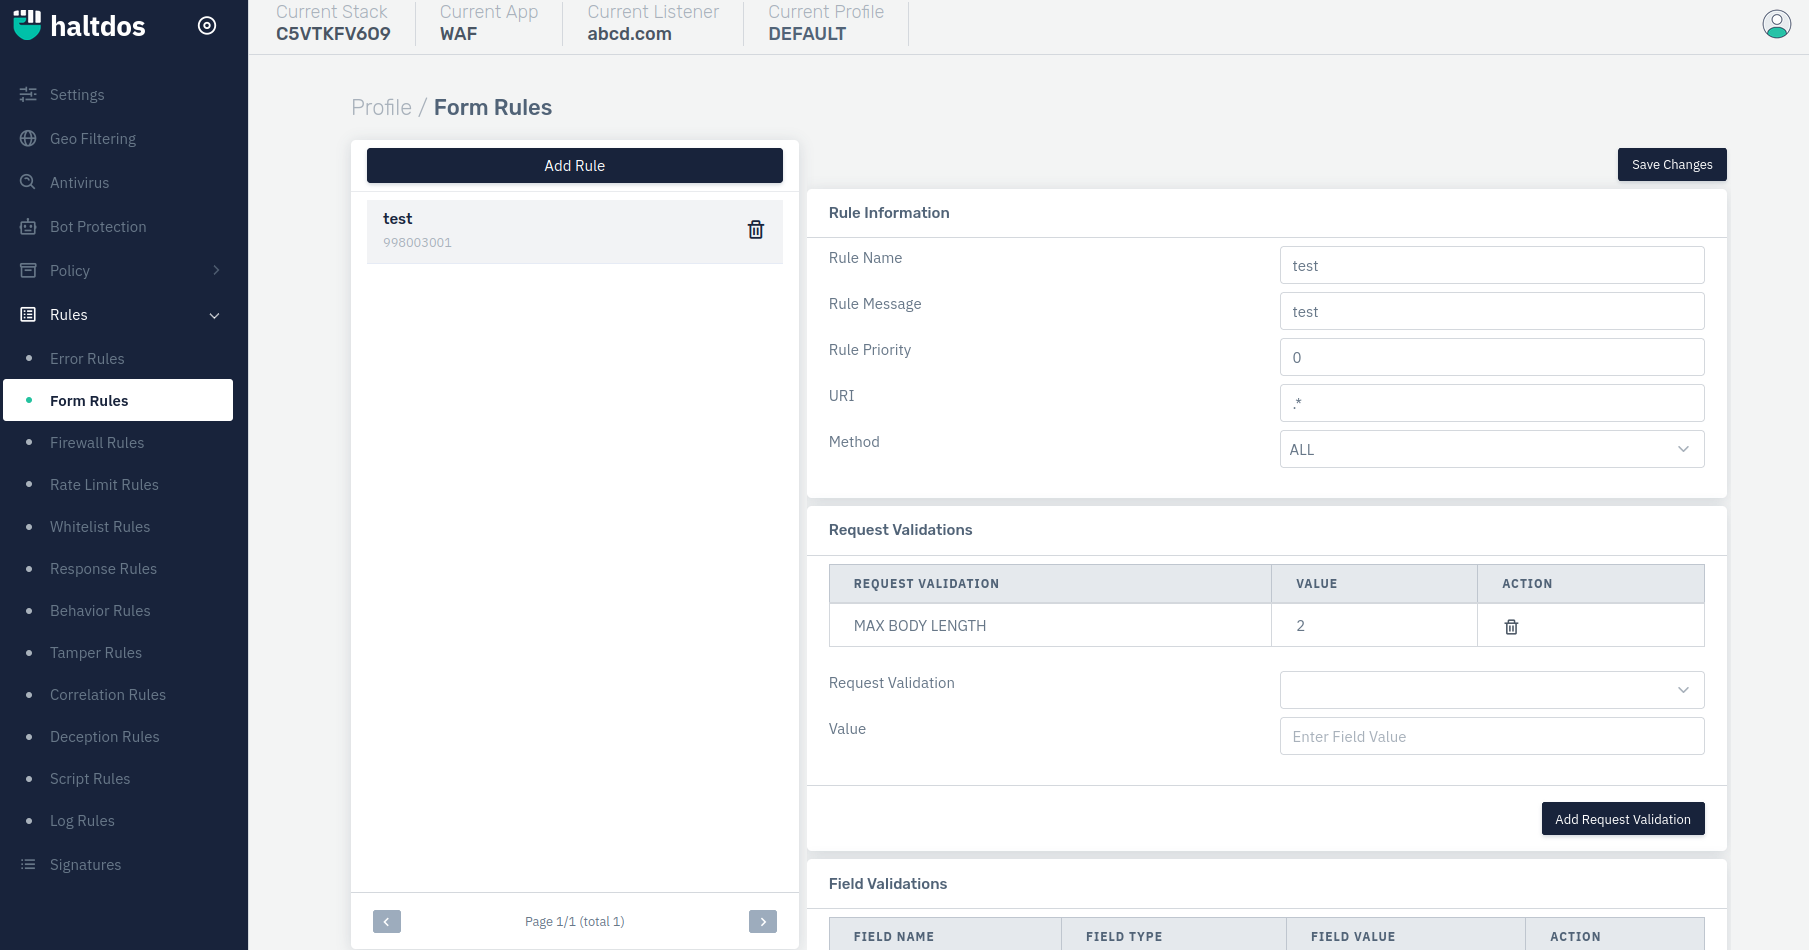 haltdos
Current Stack
C5VTKFV609
Current App
WAF
Current Listener
abcd.com
Current Profile
DEFAULT
Settings
Geo Filtering
Antivirus
Bot Protection
Policy
Rules
Error Rules
Form Rules
Firewall Rules
Rate Limit Rules
Whitelist Rules
Response Rules
Behavior Rules
Tamper Rules
Correlation Rules
Deception Rules
Script Rules
Log Rules
Signatures
Profile / Form Rules
Add Rule
test
998003001
Page 1/1 (total 1)
Save Changes
Rule Information
Rule Name test
Rule Message test
Rule Priority 0
URI .*
Method ALL
Request Validations
REQUEST VALIDATION VALUE ACTION
MAX BODY LENGTH 2
Request Validation
Value Enter Field Value
Add Request Validation
Field Validations
FIELD NAME FIELD TYPE FIELD VALUE ACTION